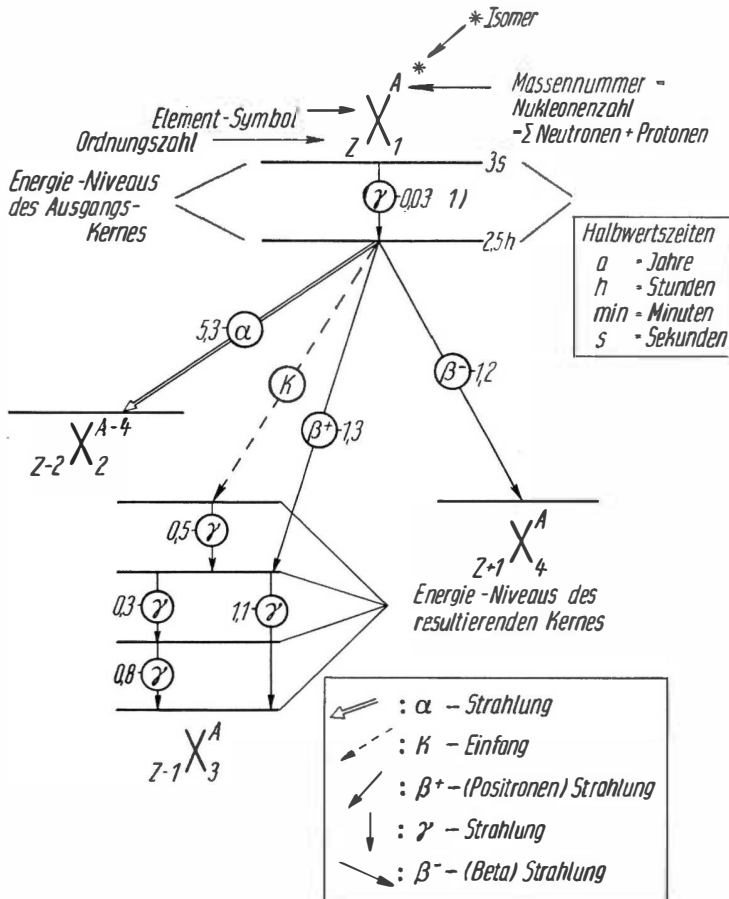 * Isomer
*
A
X
Z 1
Massennummer =
Nukleonenzahl
=Σ Neutronen + Protonen
Element-Symbol
Ordnungszahl
3s
Energie-Niveaus
des Ausgangs-
Kernes
γ 0,03 1)
2,5h
Halbwertszeiten
a = Jahre
h = Stunden
min = Minuten
s = Sekunden
5,3 α
K
β+ 1,3
β- 1,2
Z-2 X 2 A-4
0,5 γ
Z+1 X 4 A
0,3 γ
1,1 γ
Energie-Niveaus des
resultierenden Kernes
0,8 γ
Z-1 X 3 A
: α - Strahlung
: K - Einfang
: β+ - (Positronen) Strahlung
: γ - Strahlung
: β- - (Beta) Strahlung